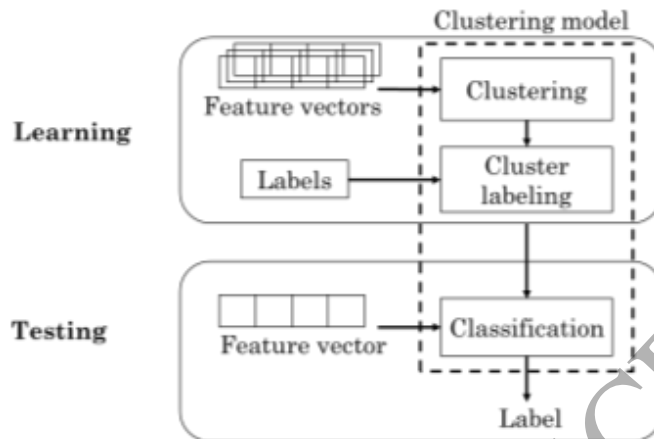 Clustering model
Feature vectors
Clustering
Learning
Labels
Cluster
labeling
Testing
Feature vector
Classification
Label